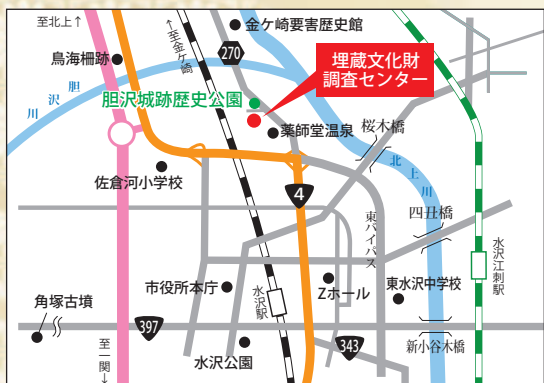 至北上↑
↑至金ケ崎
金ケ崎要害歴史館
鳥海柵跡
270
埋蔵文化財
調査センター
胆沢川
胆沢城跡歴史公園
薬師堂温泉
桜木橋
北上川
佐倉河小学校
4
四丑橋
東バイパス
水沢江刺駅
市役所本庁
水沢駅
Zホール
東水沢中学校
角塚古墳
397
水沢公園
343
新小谷木橋
至一関↓